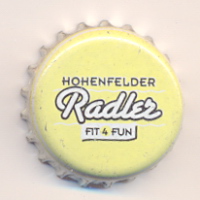 HOHENFELDER
Radler
FIT 4 FUN